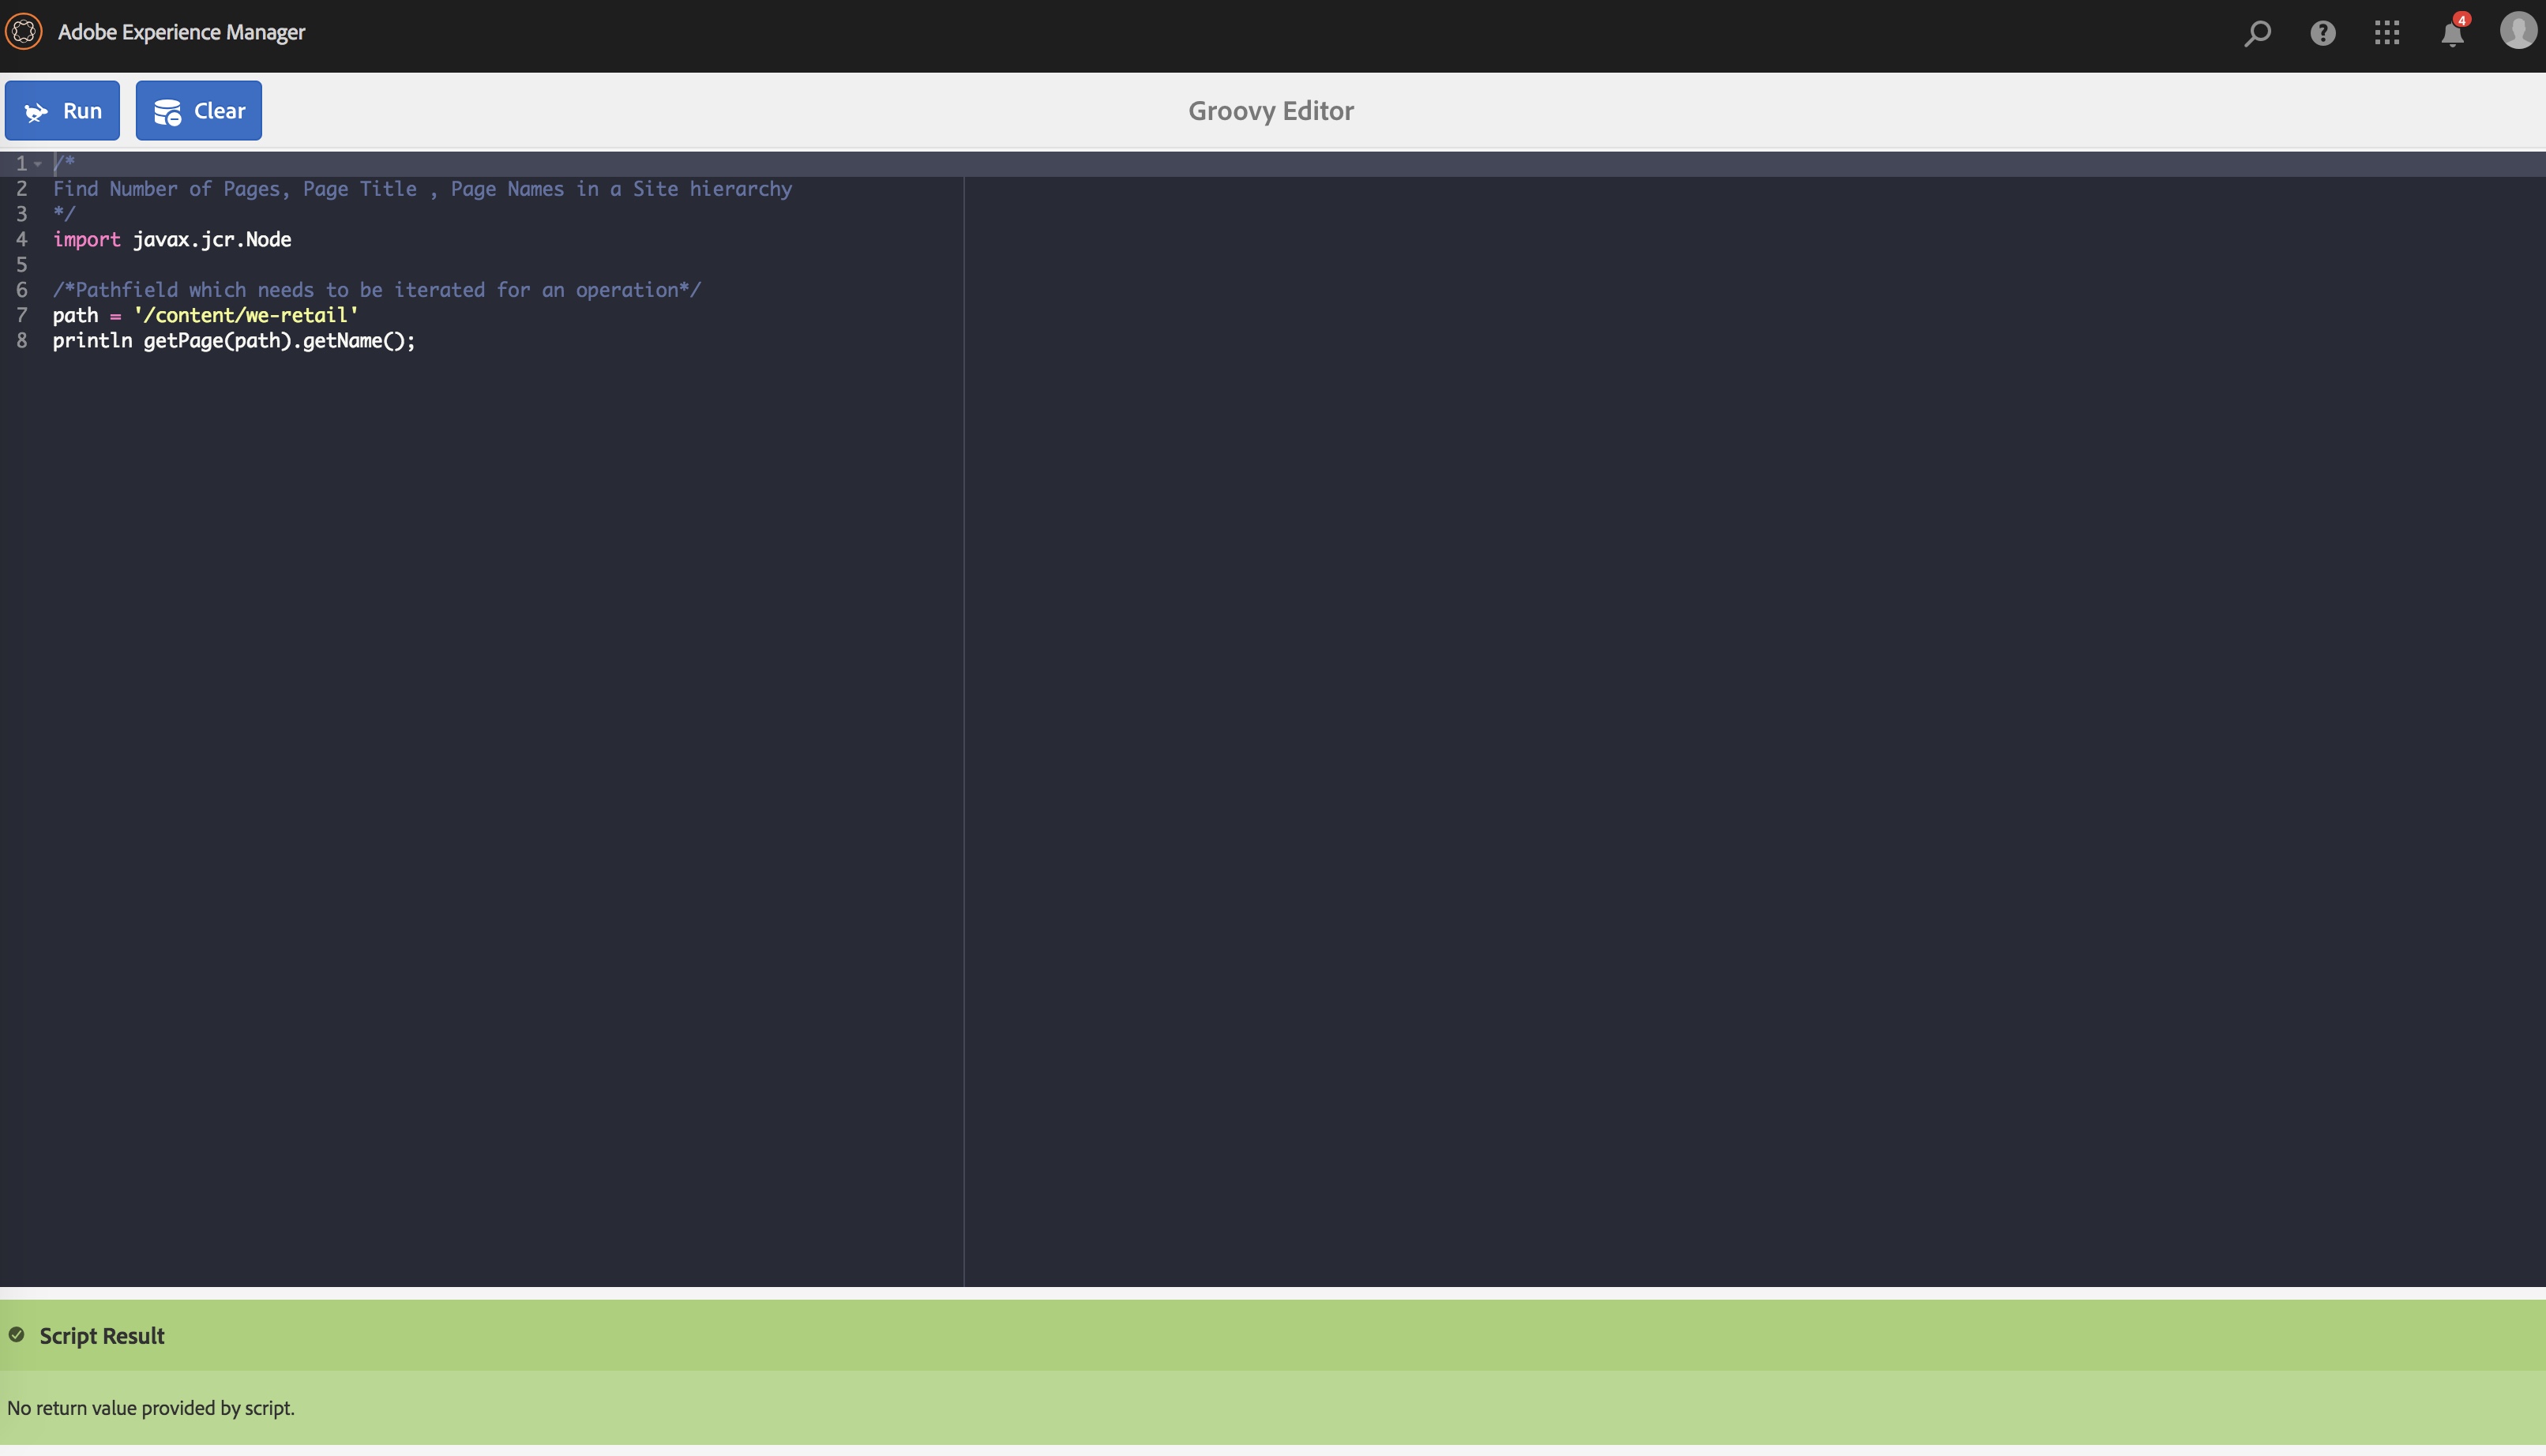 Adobe Experience Manager
4
Run
Clear
Groovy Editor
1 /*
2 Find Number of Pages, Page Title , Page Names in a Site hierarchy
3 */
4 import javax.jcr.Node
5
6 /*Pathfield which needs to be iterated for an operation*/
7 path = '/content/we-retail'
8 println getPage(path).getName();
Script Result
No return value provided by script.